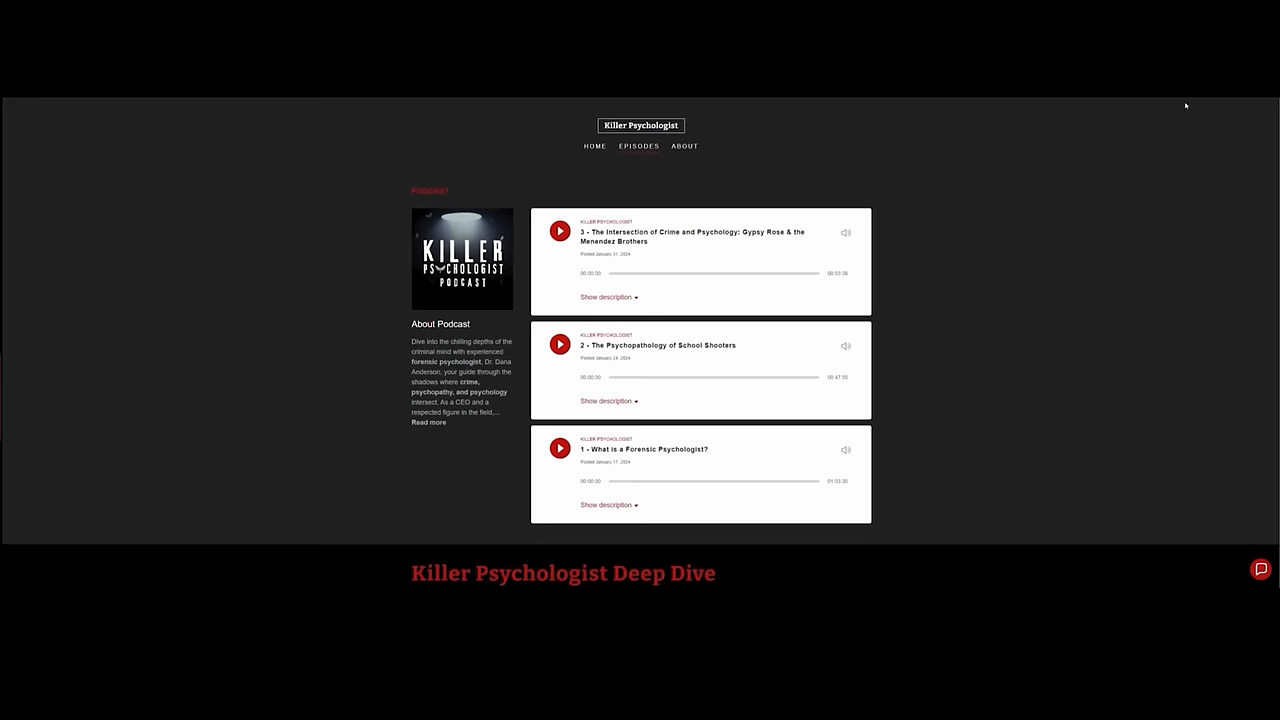 Killer Psychologist
HOME EPISODES ABOUT
PODCAST
KILLER
PSYCHOLOGIST
PODCAST
About Podcast
Dive into the chilling depths of the
criminal mind with experienced
forensic psychologist, Dr. Dana
Anderson, your guide through the
shadows where crime,
psychopathy, and psychology
intersect. As a CEO and a
respected figure in the field,...
Read more
KILLER PSYCHOLOGIST
3 - The Intersection of Crime and Psychology: Gypsy Rose & the
Menendez Brothers
Posted January 31, 2024
00:00:00 00:53:38
Show description
KILLER PSYCHOLOGIST
2 - The Psychopathology of School Shooters
Posted January 24, 2024
00:00:00 00:47:55
Show description
KILLER PSYCHOLOGIST
1 - What is a Forensic Psychologist?
Posted January 17, 2024
00:00:00 01:03:30
Show description
Killer Psychologist Deep Dive